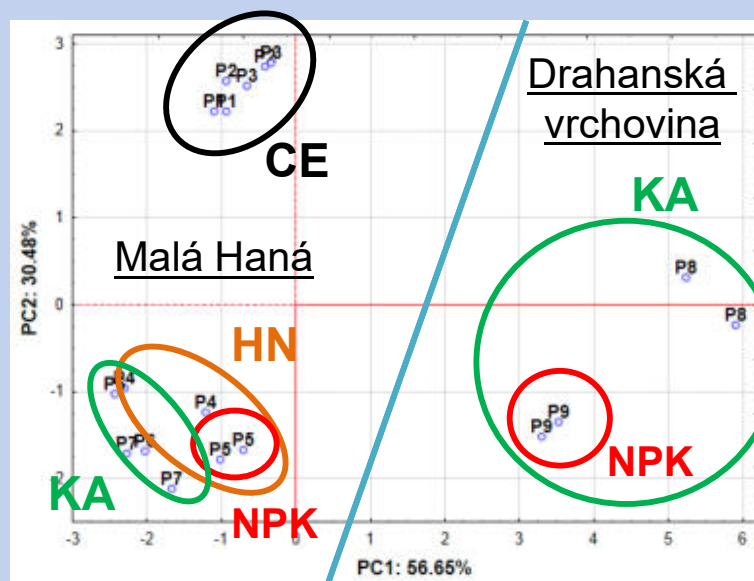 3
P3
P2
P3
P1
2
CE
Drahanská
vrchovina
KA
1
Malá Haná
P8
PC2: 30.48%
0
P8
HN
P4
-1
P4
P9
P7
P9
P5
P5
NPK
KA
P7
NPK
-3
-2
-1
0
1
2
3
4
5
6
PC1: 56.65%